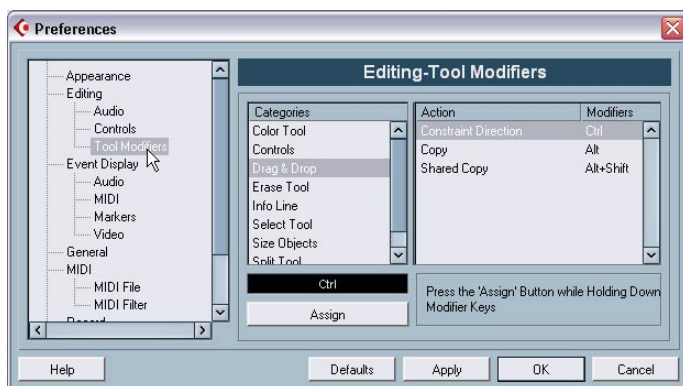 Preferences
Appearance
Editing
Audio
Controls
Tool Modifiers
Event Display
Audio
MIDI
Markers
Video
General
MIDI
MIDI File
MIDI Filter
Record
Editing-Tool Modifiers
Categories
Color Tool
Controls
Drag & Drop
Erase Tool
Info Line
Select Tool
Size Objects
Split Tool
Action Modifiers
Constraint Direction Ctrl
Copy Alt
Shared Copy Alt+Shift
Ctrl
Assign
Press the 'Assign' Button while Holding Down
Modifier Keys
Help Defaults Apply OK Cancel